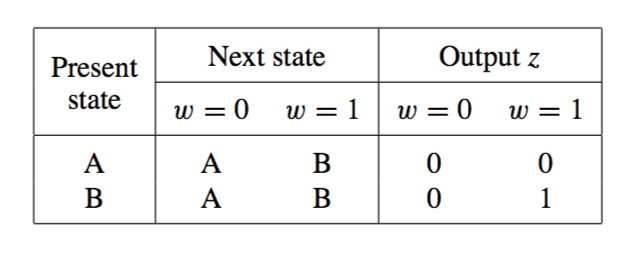 Present state Next state Output z
w = 0 w = 1 w = 0 w = 1
A A B 0 0
B A B 0 1